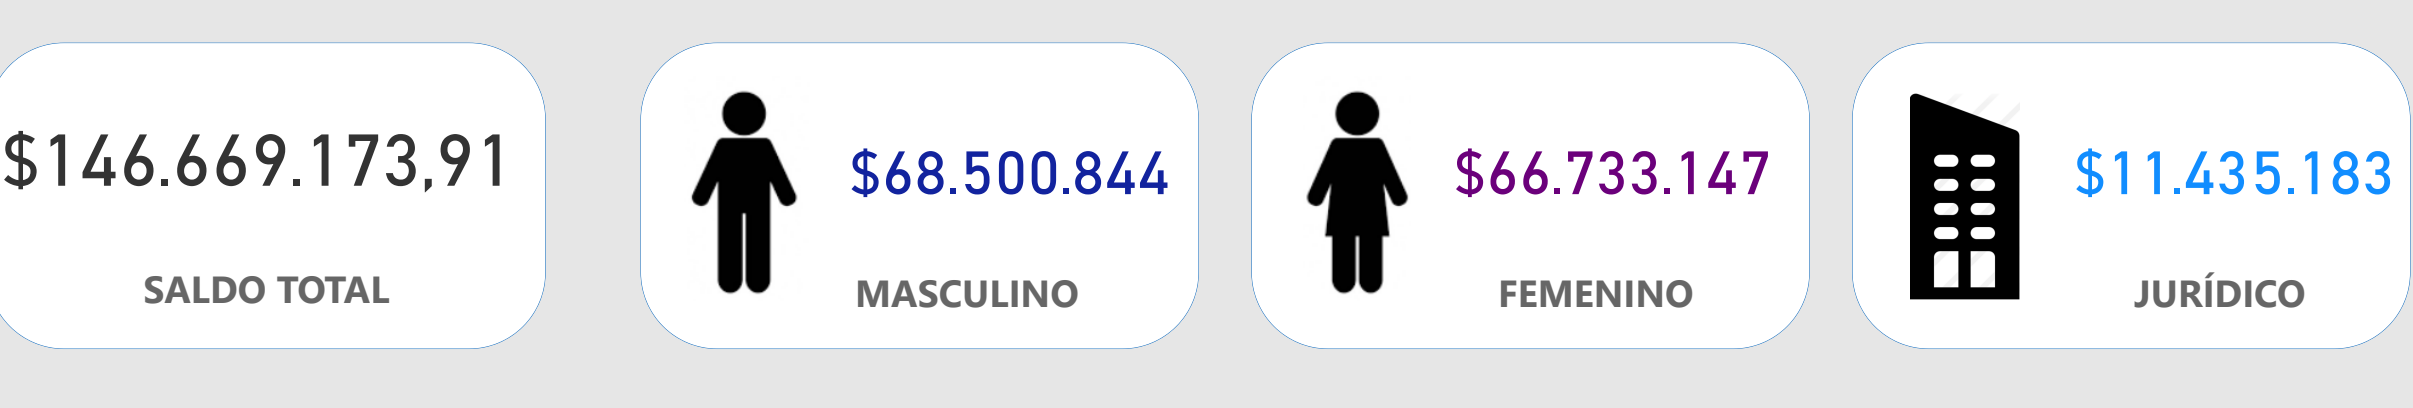 $146.669.173,91
SALDO TOTAL
$68.500.844
MASCULINO
$66.733.147
FEMENINO
$11.435.183
JURÍDICO